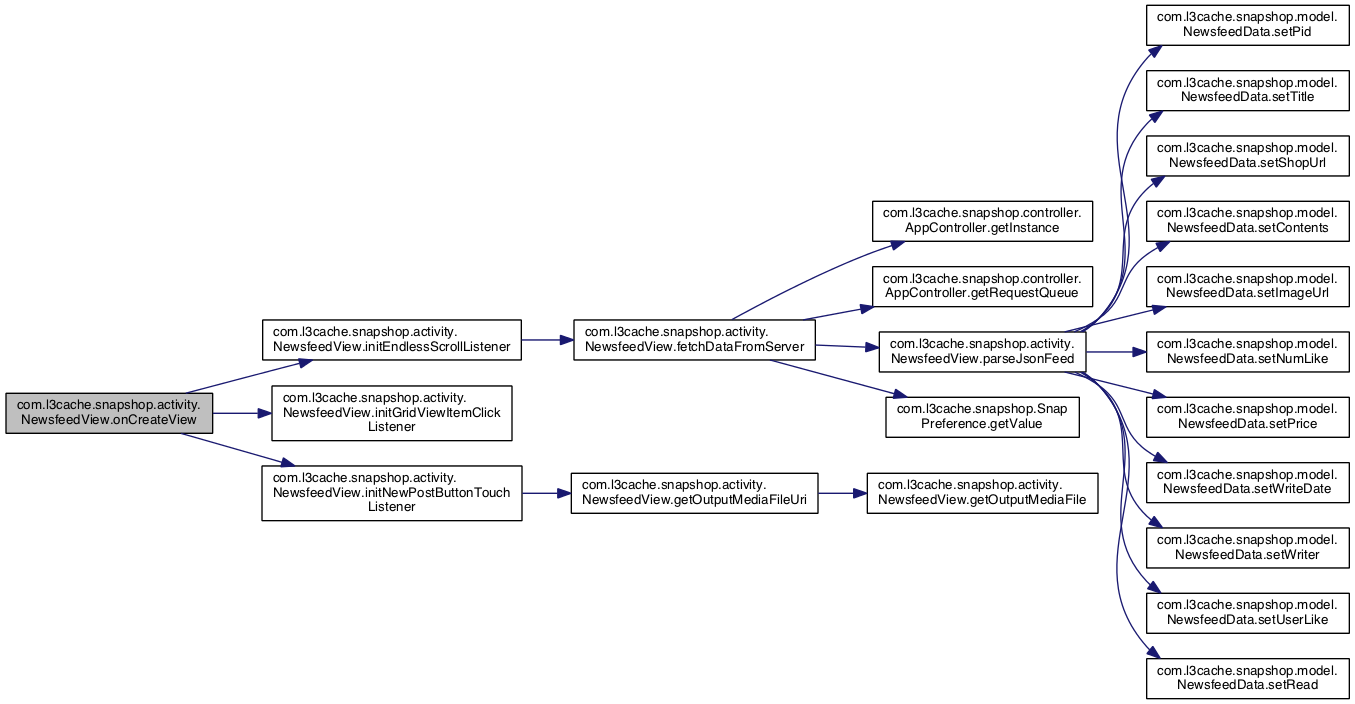 com.l3cache.snapshop.activity.
NewsfeedView.onCreateView
com.l3cache.snapshop.activity.
NewsfeedView.initEndlessScrollListener
com.l3cache.snapshop.activity.
NewsfeedView.initGridViewItemClick
Listener
com.l3cache.snapshop.activity.
NewsfeedView.initNewPostButtonTouch
Listener
com.l3cache.snapshop.activity.
NewsfeedView.fetchDataFromServer
com.l3cache.snapshop.activity.
NewsfeedView.getOutputMediaFileUri
com.l3cache.snapshop.controller.
AppController.getInstance
com.l3cache.snapshop.controller.
AppController.getRequestQueue
com.l3cache.snapshop.activity.
NewsfeedView.parseJsonFeed
com.l3cache.snapshop.Snap
Preference.getValue
com.l3cache.snapshop.activity.
NewsfeedView.getOutputMediaFile
com.l3cache.snapshop.model.
NewsfeedData.setPid
com.l3cache.snapshop.model.
NewsfeedData.setTitle
com.l3cache.snapshop.model.
NewsfeedData.setShopUrl
com.l3cache.snapshop.model.
NewsfeedData.setContents
com.l3cache.snapshop.model.
NewsfeedData.setImageUrl
com.l3cache.snapshop.model.
NewsfeedData.setNumLike
com.l3cache.snapshop.model.
NewsfeedData.setPrice
com.l3cache.snapshop.model.
NewsfeedData.setWriteDate
com.l3cache.snapshop.model.
NewsfeedData.setWriter
com.l3cache.snapshop.model.
NewsfeedData.setUserLike
com.l3cache.snapshop.model.
NewsfeedData.setRead